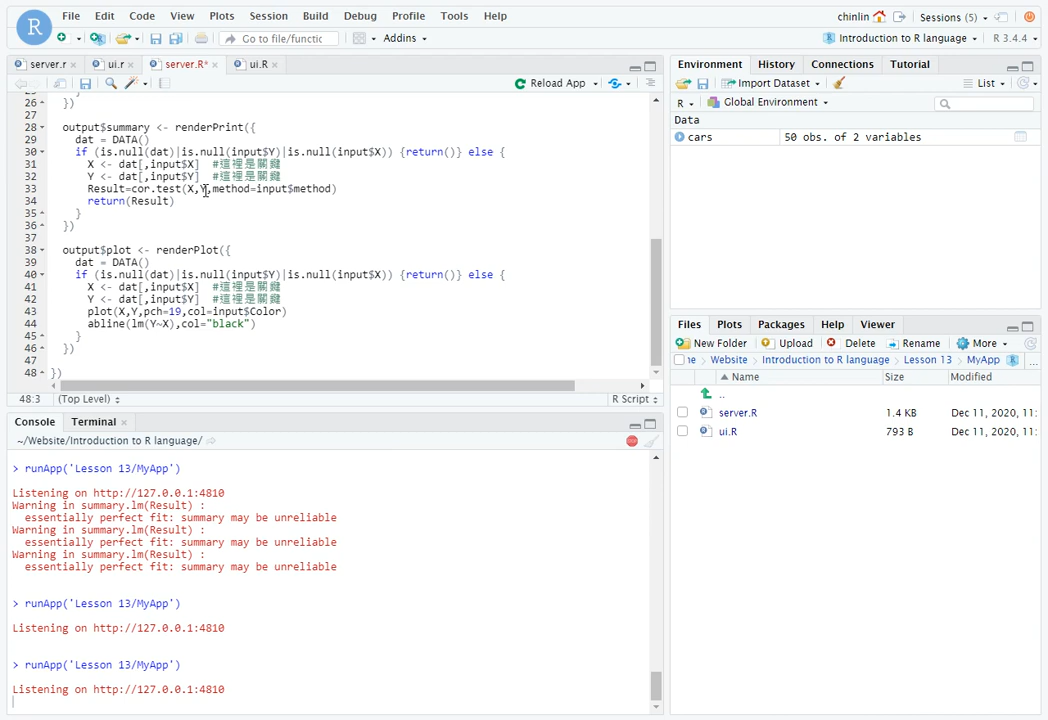 File Edit Code View Plots Session Build Debug Profile Tools Help
chinlin Sessions (5)
R
Go to file/functic Addins
Introduction to R language R 3.4.4
server.r × ui.r × server.R* × ui.R ×
Reload App
26 })
27
28 output$summary <- renderPrint({
29 dat = DATA()
30 if (is.null(dat)|is.null(input$Y)|is.null(input$X)) {return()} else {
31 X <- dat[,input$X] #這裡是關鍵
32 Y <- dat[,input$Y] #這裡是關鍵
33 Result=cor.test(X,Y,method=input$method)
34 return(Result)
35 }
36 })
37
38 output$plot <- renderPlot({
39 dat = DATA()
40 if (is.null(dat)|is.null(input$Y)|is.null(input$X)) {return()} else {
41 X <- dat[,input$X] #這裡是關鍵
42 Y <- dat[,input$Y] #這裡是關鍵
43 plot(X,Y,pch=19,col=input$Color)
44 abline(lm(Y~X),col="black")
45 }
46 })
47
48 })
48:3 (Top Level) R Script
Console Terminal ×
~/Website/Introduction to R language/
> runApp('Lesson 13/MyApp')
Listening on http://127.0.0.1:4810
Warning in summary.lm(Result) :
essentially perfect fit: summary may be unreliable
Warning in summary.lm(Result) :
essentially perfect fit: summary may be unreliable
Warning in summary.lm(Result) :
essentially perfect fit: summary may be unreliable
> runApp('Lesson 13/MyApp')
Listening on http://127.0.0.1:4810
> runApp('Lesson 13/MyApp')
Listening on http://127.0.0.1:4810
Environment History Connections Tutorial
Import Dataset List
R Global Environment
Data
cars 50 obs. of 2 variables
Files Plots Packages Help Viewer
New Folder Upload Delete Rename More
me > Website > Introduction to R language > Lesson 13 > MyApp ...
Name Size Modified
..
server.R 1.4 KB Dec 11, 2020, 11:
ui.R 793 B Dec 11, 2020, 11: